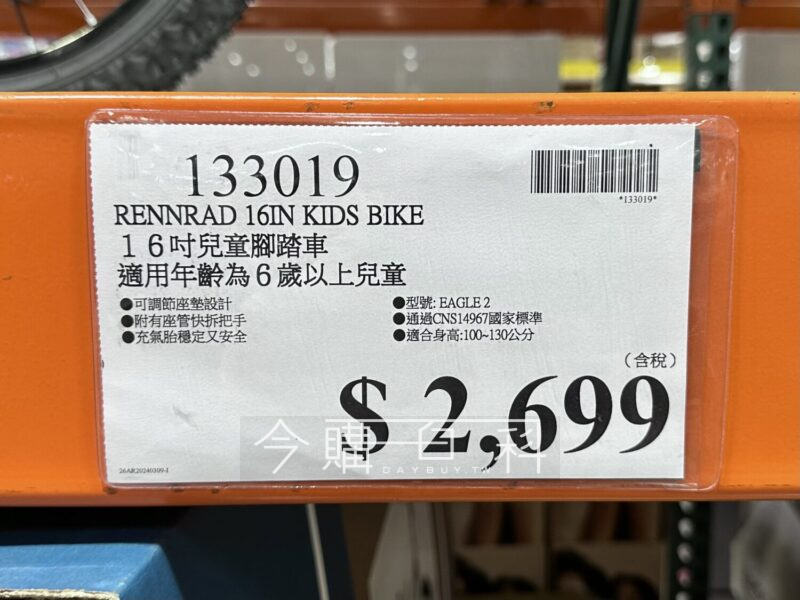 133019
*133019*
RENNRAD 16IN KIDS BIKE
１６吋兒童腳踏車
適用年齡為６歲以上兒童
●可調節座墊設計
●附有座管快拆把手
●充氣胎穩定又安全
●型號: EAGLE 2
●通過CNS14967國家標準
●適合身高:100~130公分
（含稅）
$ 2,699
今購百科
DAYBUY.TW
26AR20240309-1